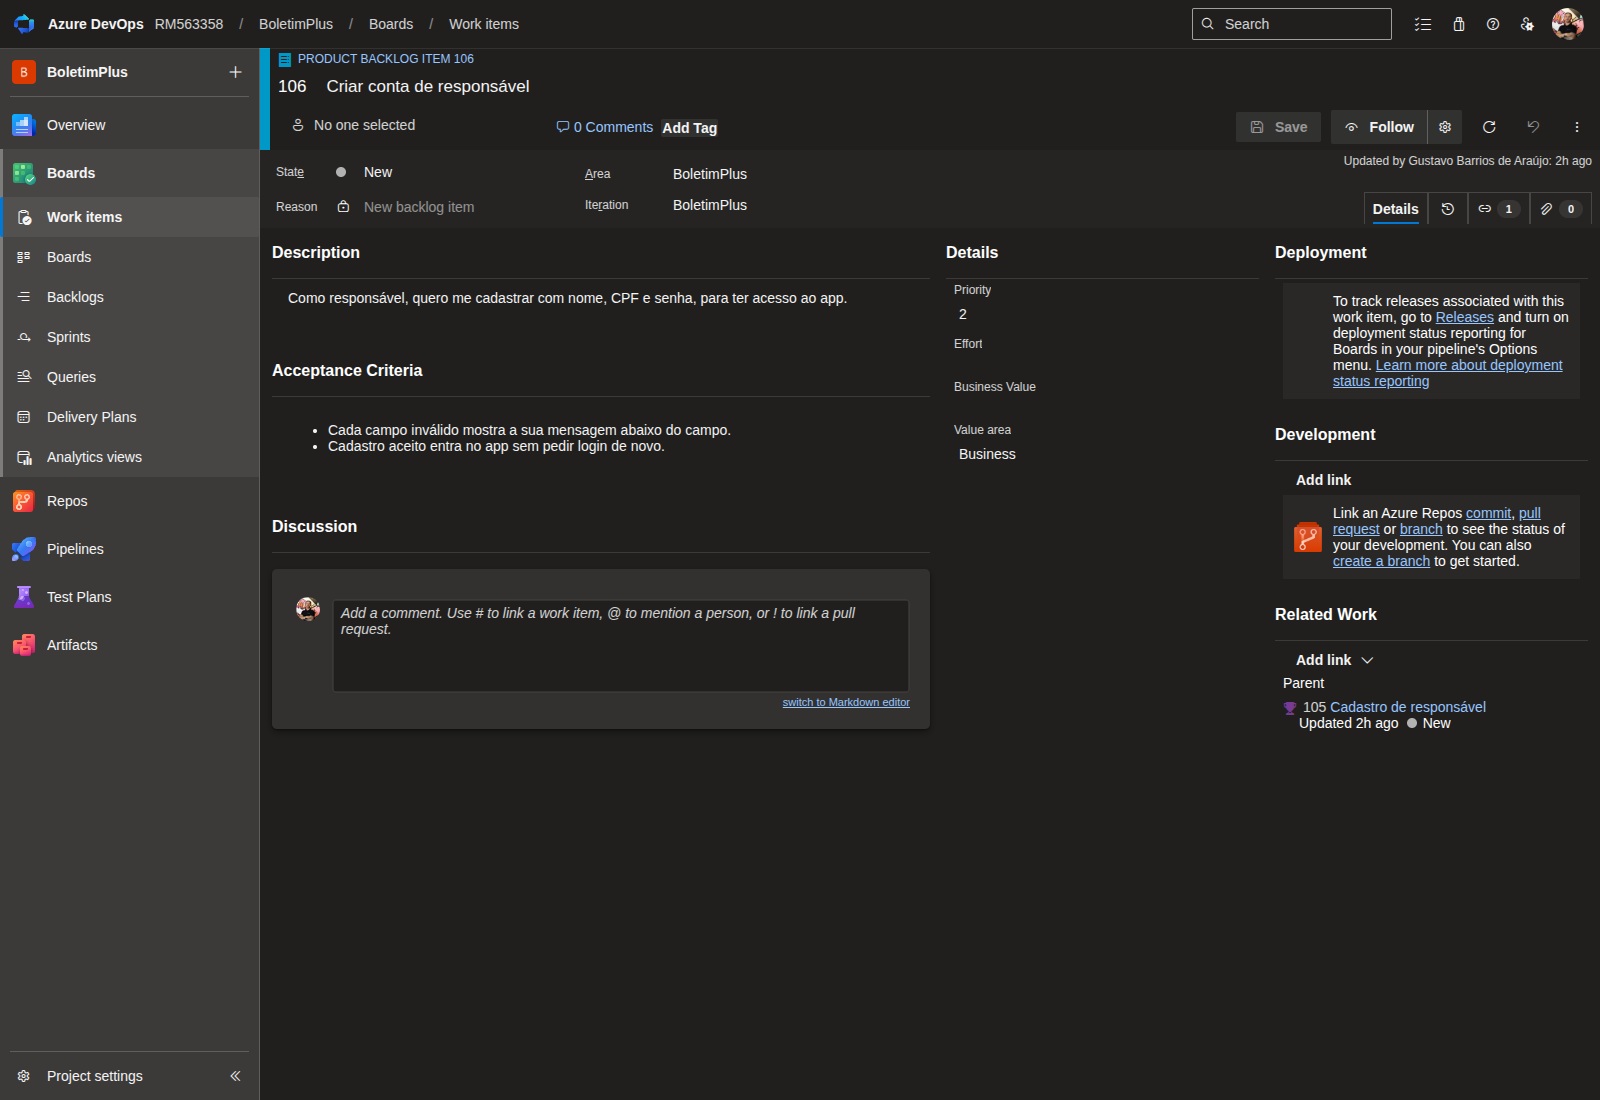 Azure DevOps RM563358 / BoletimPlus / Boards / Work items
Search
B BoletimPlus
Overview
Boards
Work items
Boards
Backlogs
Sprints
Queries
Delivery Plans
Analytics views
Repos
Pipelines
Test Plans
Artifacts
Project settings
PRODUCT BACKLOG ITEM 106
106 Criar conta de responsável
No one selected
0 Comments Add Tag
Save
Follow
Updated by Gustavo Barrios de Araújo: 2h ago
State New
Area BoletimPlus
Reason New backlog item
Iteration BoletimPlus
Details
1
0
Description
Como responsável, quero me cadastrar com nome, CPF e senha, para ter acesso ao app.
Acceptance Criteria
Cada campo inválido mostra a sua mensagem abaixo do campo.
Cadastro aceito entra no app sem pedir login de novo.
Discussion
Add a comment. Use # to link a work item, @ to mention a person, or ! to link a pull
request.
switch to Markdown editor
Details
Priority
2
Effort
Business Value
Value area
Business
Deployment
To track releases associated with this
work item, go to Releases and turn on
deployment status reporting for
Boards in your pipeline's Options
menu. Learn more about deployment
status reporting
Development
Add link
Link an Azure Repos commit, pull
request or branch to see the status of
your development. You can also
create a branch to get started.
Related Work
Add link
Parent
105 Cadastro de responsável
Updated 2h ago New